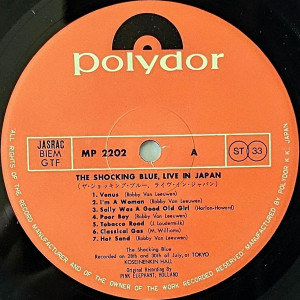 polydor
JASRAC
BIEM
GTF
MP 2202
A
ST 33
THE SHOCKING BLUE, LIVE IN JAPAN
(ザ・ショッキング・ブルー、ライヴ・イン・ジャパン)
1. Venus (Robby Van Leeuwen)
2. I'm A Woman (Robby Van Leeuwen)
3. Sally Was A Good Old Girl (Harlan-Howard)
4. Poor Boy (Robby Van Leeuwen)
5. Tobacco Road (J. Loudermilk)
6. Classical Gas (M. Williams)
7. Hot Sand (Robby Van Leeuwen)
The Shocking Blue
Recorded on 28th and 30th of July, at TOKYO
KOSEINENKIN HALL
Original Recording By
PINK ELEPHANT, HOLLAND
ALL RIGHTS OF THE RECORD MANUFACTURER AND OF THE OWNER OF THE WORK RECORDED RESERVED MANUFACTURED BY POLYDOR K.K. JAPAN